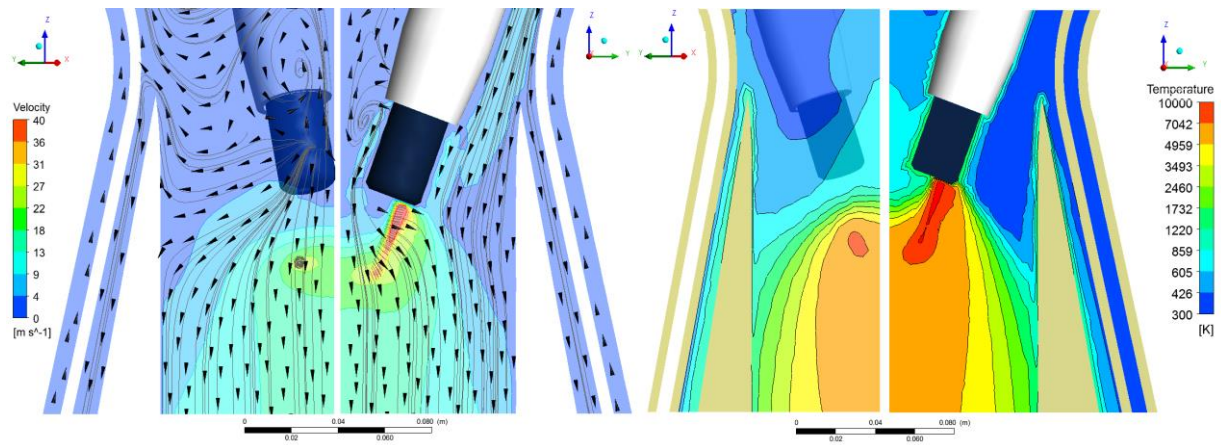 Z
Y
X
Z
Y
Velocity
40
36
31
27
22
18
13
9
4
0
[m s^-1]
0 0.04 0.080 (m)
0.02 0.060
Z
Y
X
Z
Y
Temperature
10000
7042
4959
3493
2460
1732
1220
859
605
426
300
[K]
0 0.04 0.080 (m)
0.02 0.060